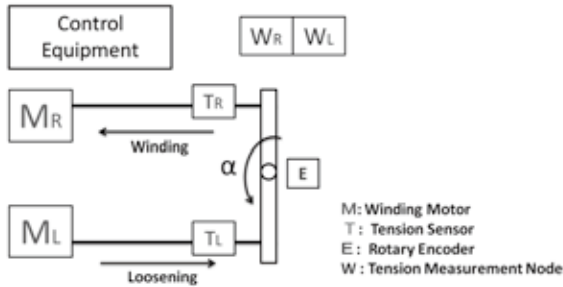 Control
Equipment
WR WL
MR
TR
Winding
α
E
ML
TL
Loosening
M: Winding Motor
T: Tension Sensor
E: Rotary Encoder
W: Tension Measurement Node